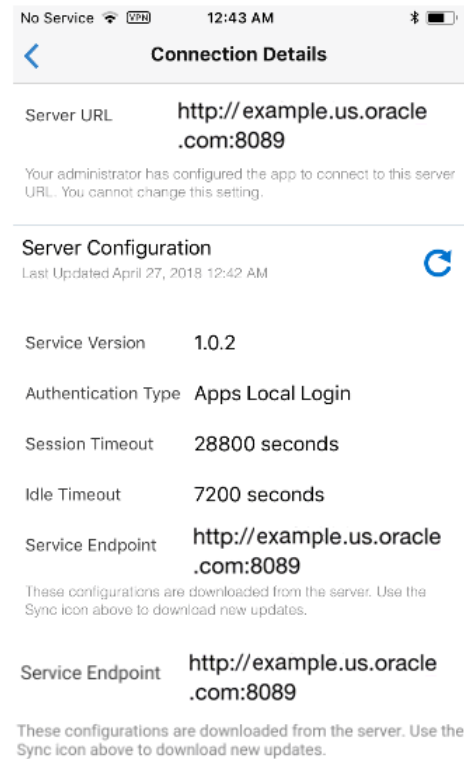 No Service VPN 12:43 AM
Connection Details
Server URL http://example.us.oracle
.com:8089
Your administrator has configured the app to connect to this server
URL. You cannot change this setting.
Server Configuration
Last Updated April 27, 2018 12:42 AM
Service Version 1.0.2
Authentication Type Apps Local Login
Session Timeout 28800 seconds
Idle Timeout 7200 seconds
Service Endpoint http://example.us.oracle
.com:8089
These configurations are downloaded from the server. Use the
Sync icon above to download new updates.
Service Endpoint http://example.us.oracle
.com:8089
These configurations are downloaded from the server. Use the
Sync icon above to download new updates.